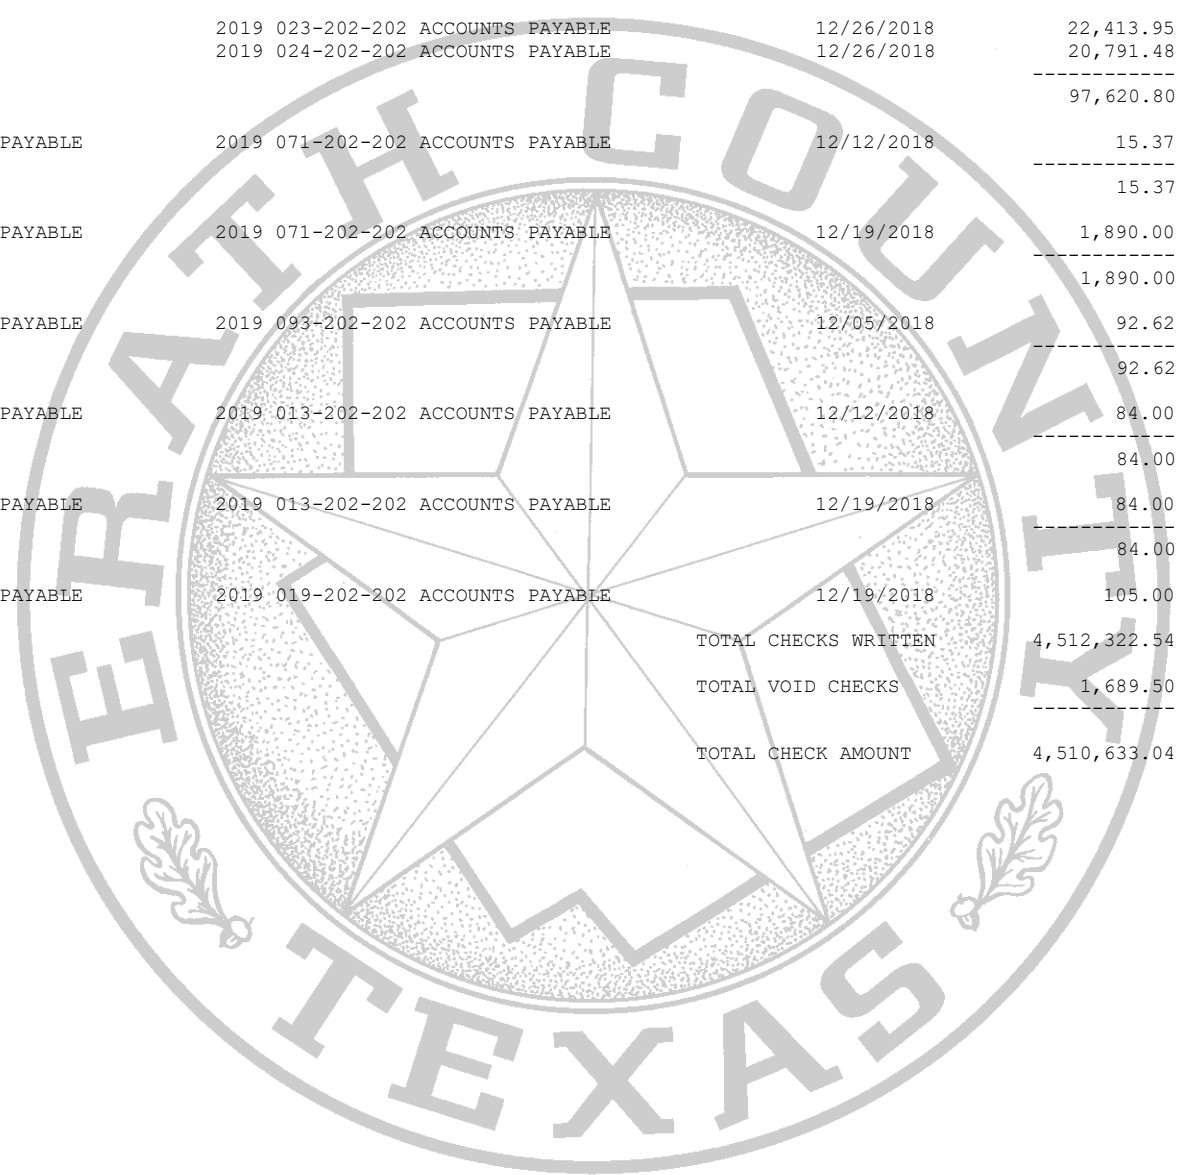 2019 023-202-202 ACCOUNTS PAYABLE 12/26/2018 22,413.95
2019 024-202-202 ACCOUNTS PAYABLE 12/26/2018 20,791.48
------------
97,620.80
PAYABLE 2019 071-202-202 ACCOUNTS PAYABLE 12/12/2018 15.37
------------
15.37
PAYABLE 2019 071-202-202 ACCOUNTS PAYABLE 12/19/2018 1,890.00
------------
1,890.00
PAYABLE 2019 093-202-202 ACCOUNTS PAYABLE 12/05/2018 92.62
------------
92.62
PAYABLE 2019 013-202-202 ACCOUNTS PAYABLE 12/12/2018 84.00
------------
84.00
PAYABLE 2019 013-202-202 ACCOUNTS PAYABLE 12/19/2018 84.00
------------
84.00
PAYABLE 2019 019-202-202 ACCOUNTS PAYABLE 12/19/2018 105.00
TOTAL CHECKS WRITTEN 4,512,322.54
TOTAL VOID CHECKS 1,689.50
------------
TOTAL CHECK AMOUNT 4,510,633.04
ERATH COUNTY
TEXAS